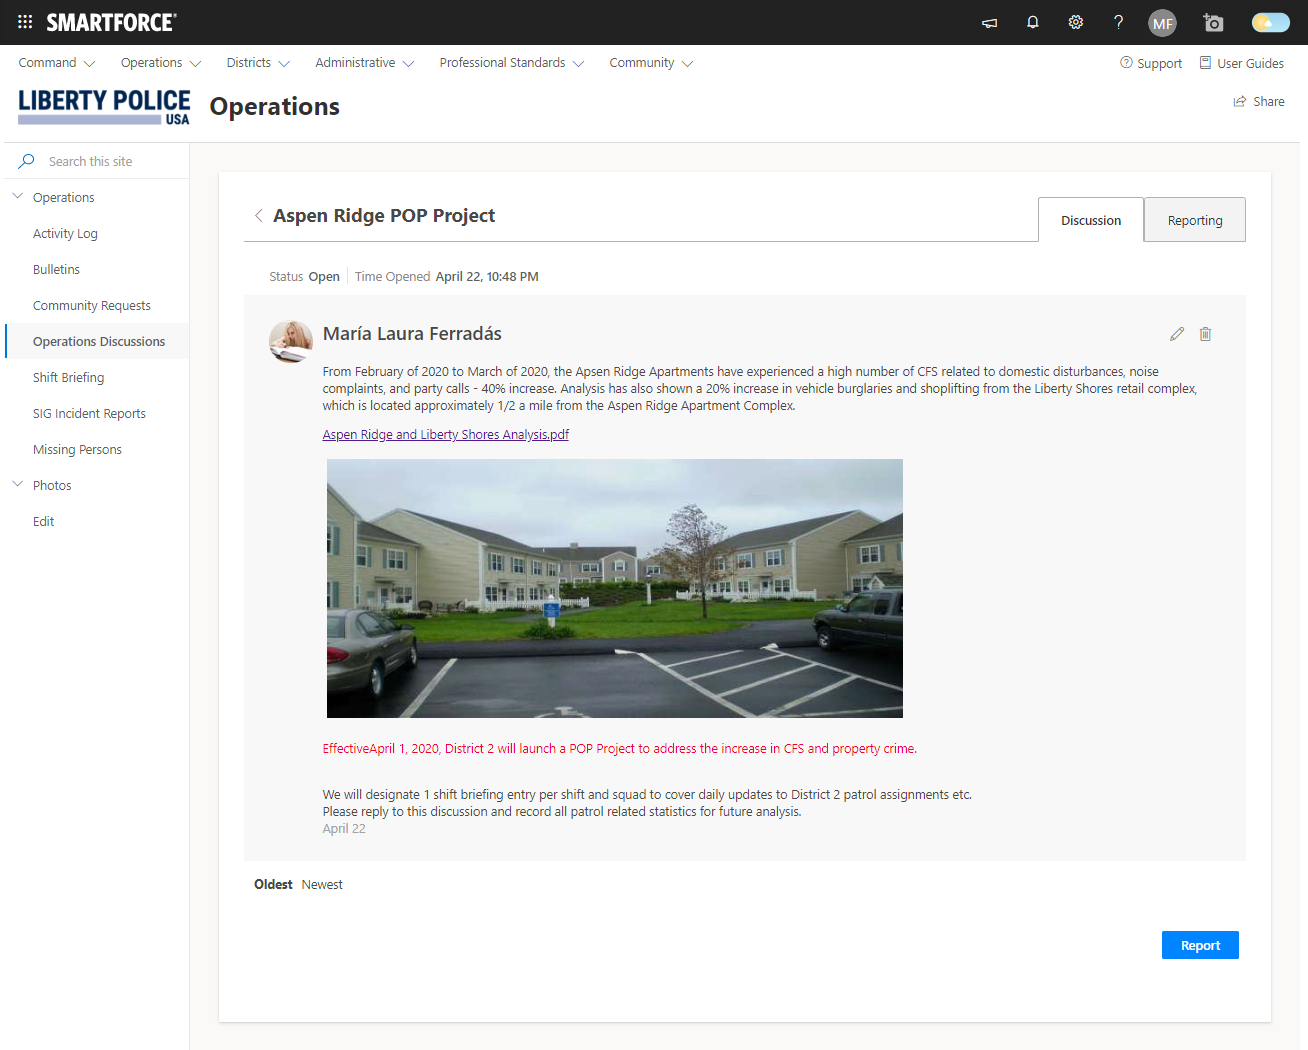 SMARTFORCE®
MF
Command Operations Districts Administrative Professional Standards Community
Support User Guides
LIBERTY POLICE
USA
Operations
Share
Search this site
Operations
Activity Log
Bulletins
Community Requests
Operations Discussions
Shift Briefing
SIG Incident Reports
Missing Persons
Photos
Edit
Aspen Ridge POP Project
Discussion Reporting
Status Open Time Opened April 22, 10:48 PM
María Laura Ferradás
From February of 2020 to March of 2020, the Apsen Ridge Apartments have experienced a high number of CFS related to domestic disturbances, noise
complaints, and party calls - 40% increase. Analysis has also shown a 20% increase in vehicle burglaries and shoplifting from the Liberty Shores retail complex,
which is located approximately 1/2 a mile from the Aspen Ridge Apartment Complex.
Aspen Ridge and Liberty Shores Analysis.pdf
EffectiveApril 1, 2020, District 2 will launch a POP Project to address the increase in CFS and property crime.
We will designate 1 shift briefing entry per shift and squad to cover daily updates to District 2 patrol assignments etc.
Please reply to this discussion and record all patrol related statistics for future analysis.
April 22
Oldest Newest
Report